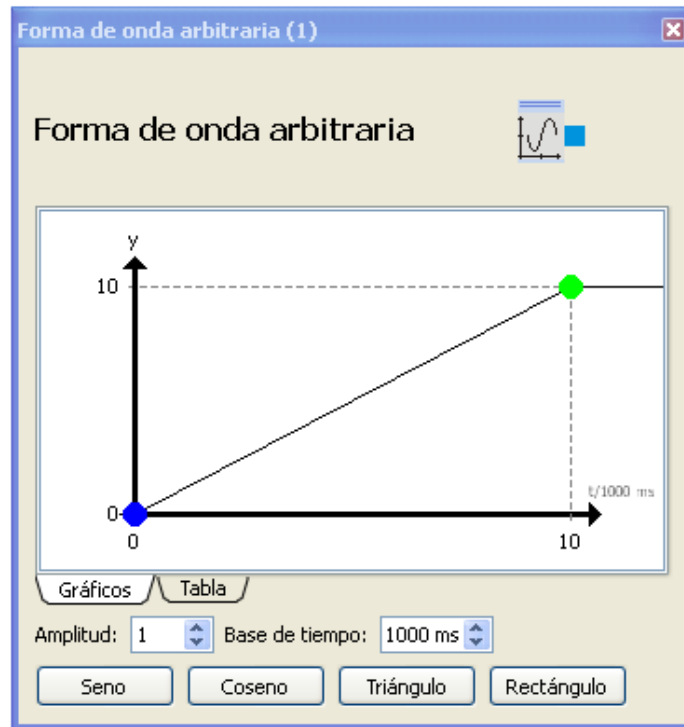 Forma de onda arbitraria (1)
Forma de onda arbitraria
y
10
0
t/1000 ms
0 10
Gráficos Tabla
Amplitud: 1 Base de tiempo: 1000 ms
Seno Coseno Triángulo Rectángulo